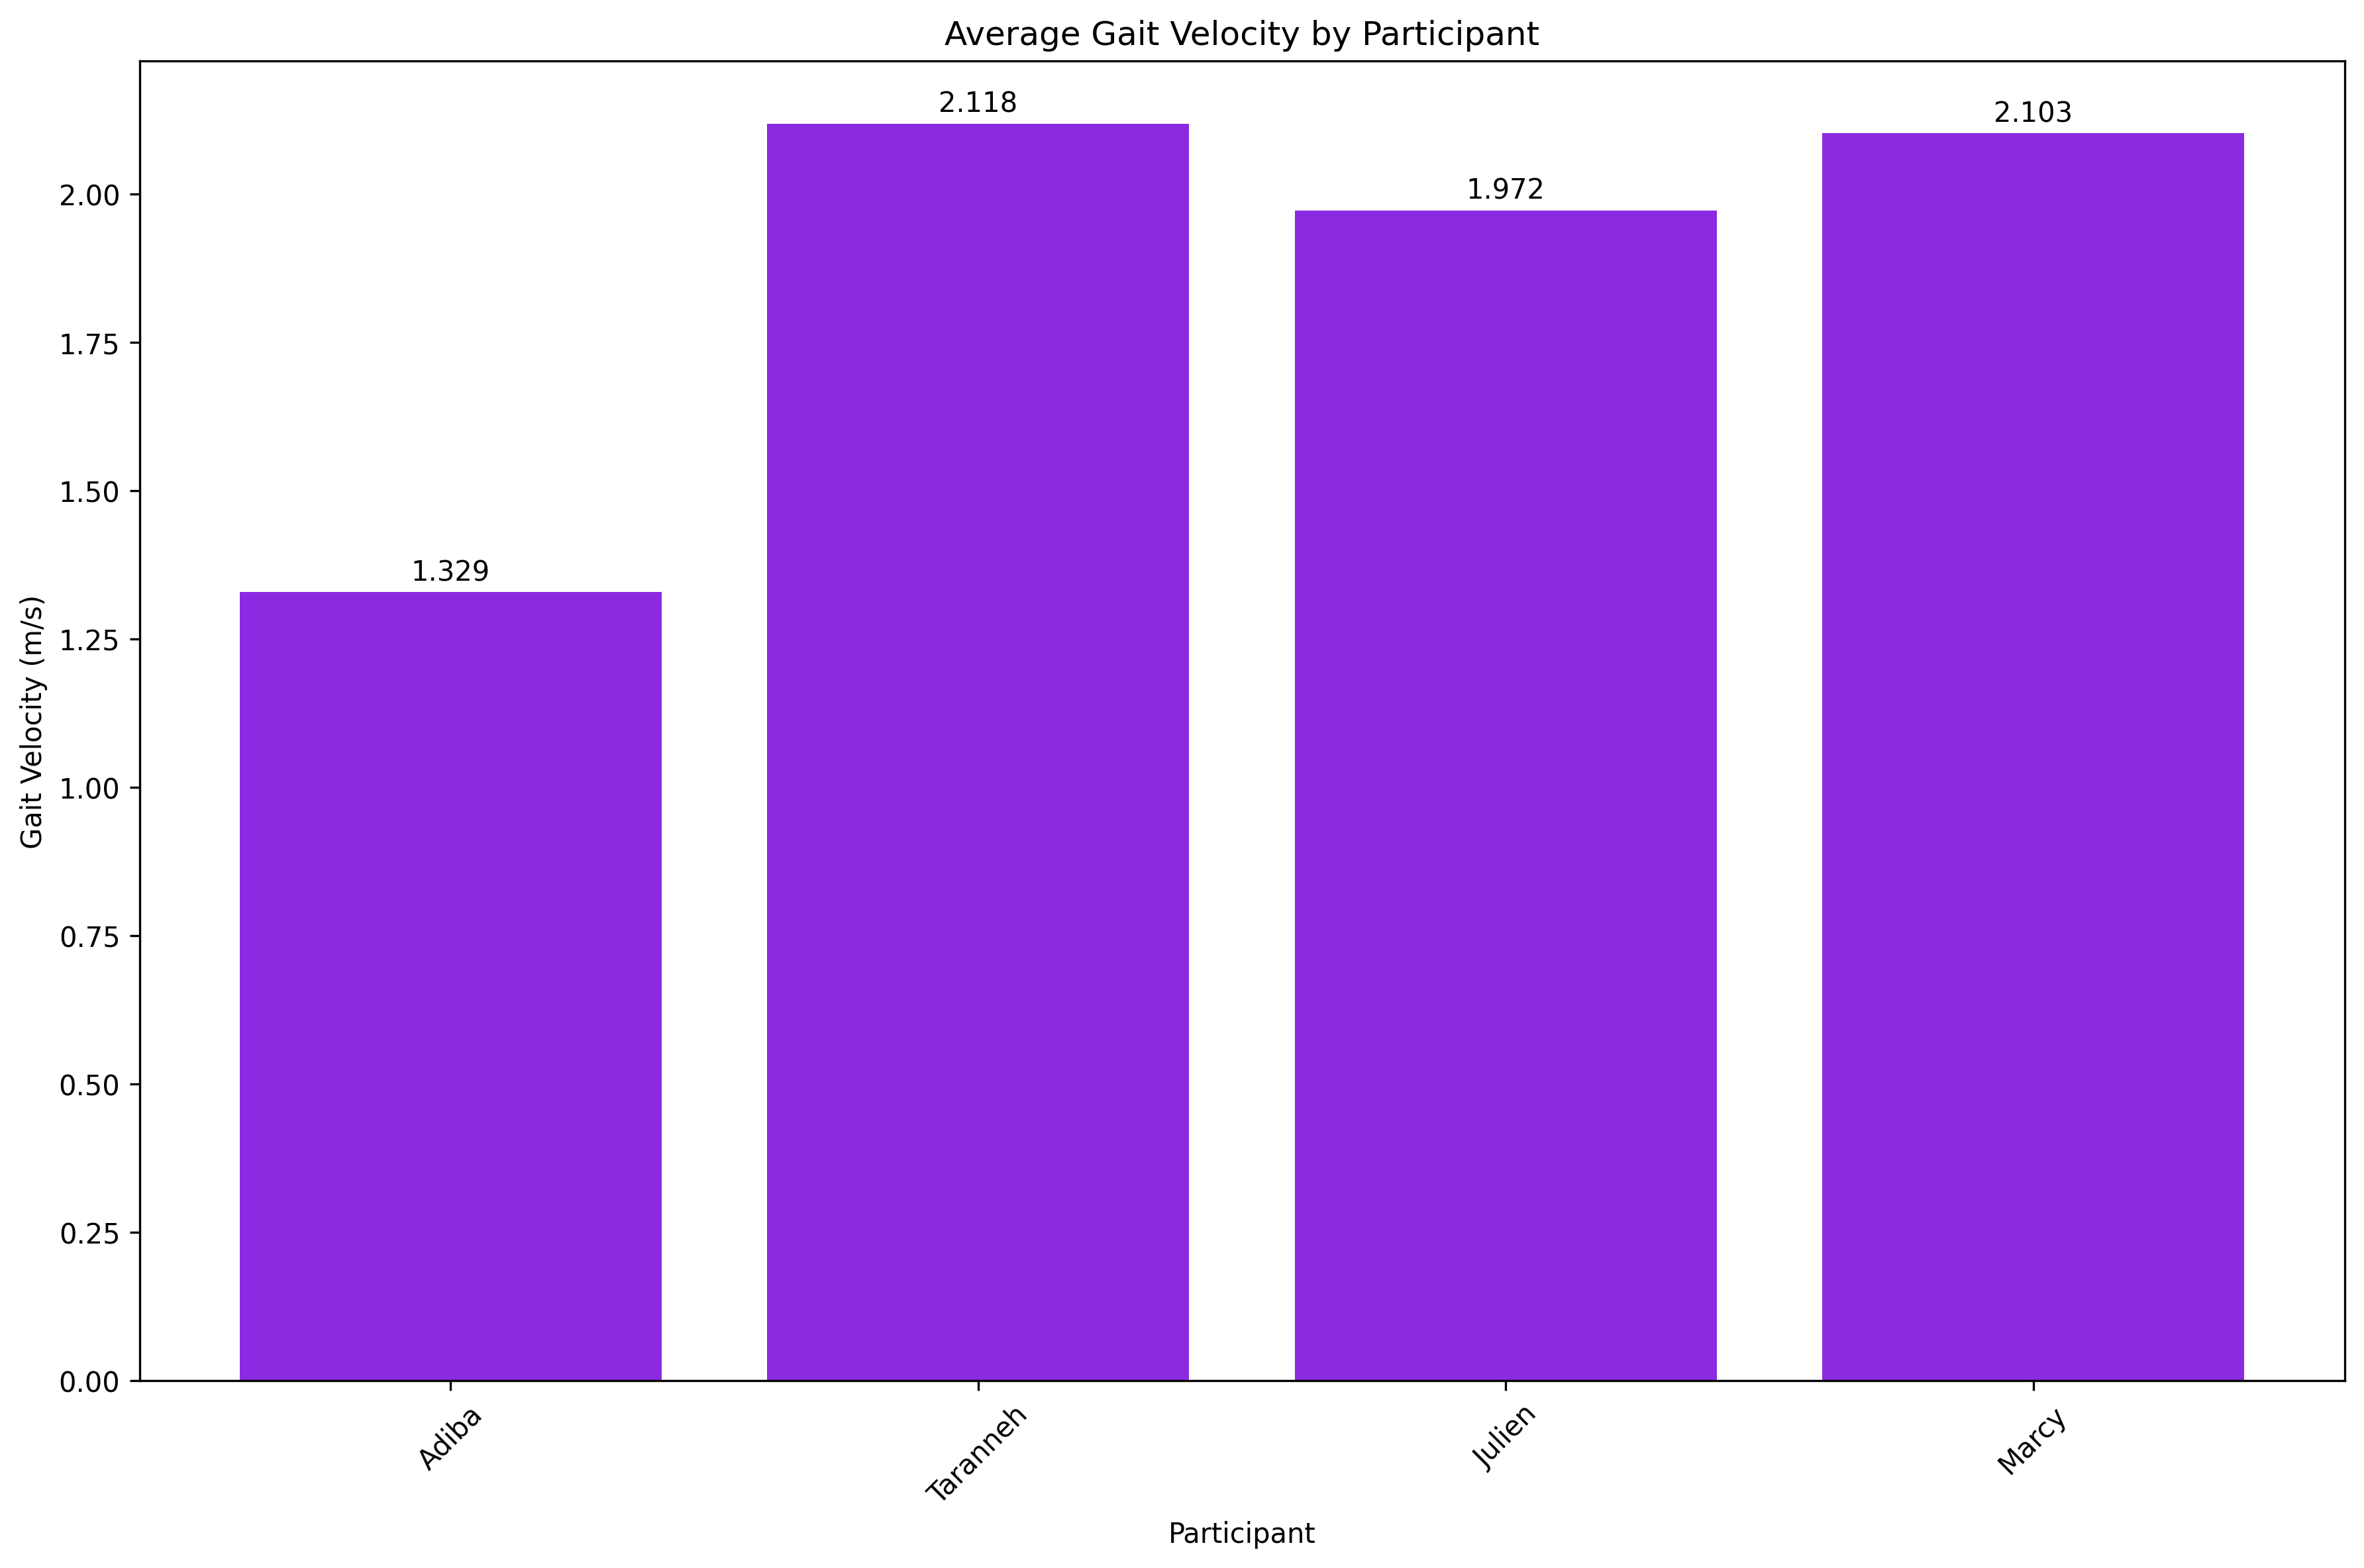 Average Gait Velocity by Participant
2.118
2.103
1.972
1.329
Gait Velocity (m/s)
2.00
1.75
1.50
1.25
1.00
0.75
0.50
0.25
0.00
Adiba
Taranneh
Julien
Marcy
Participant